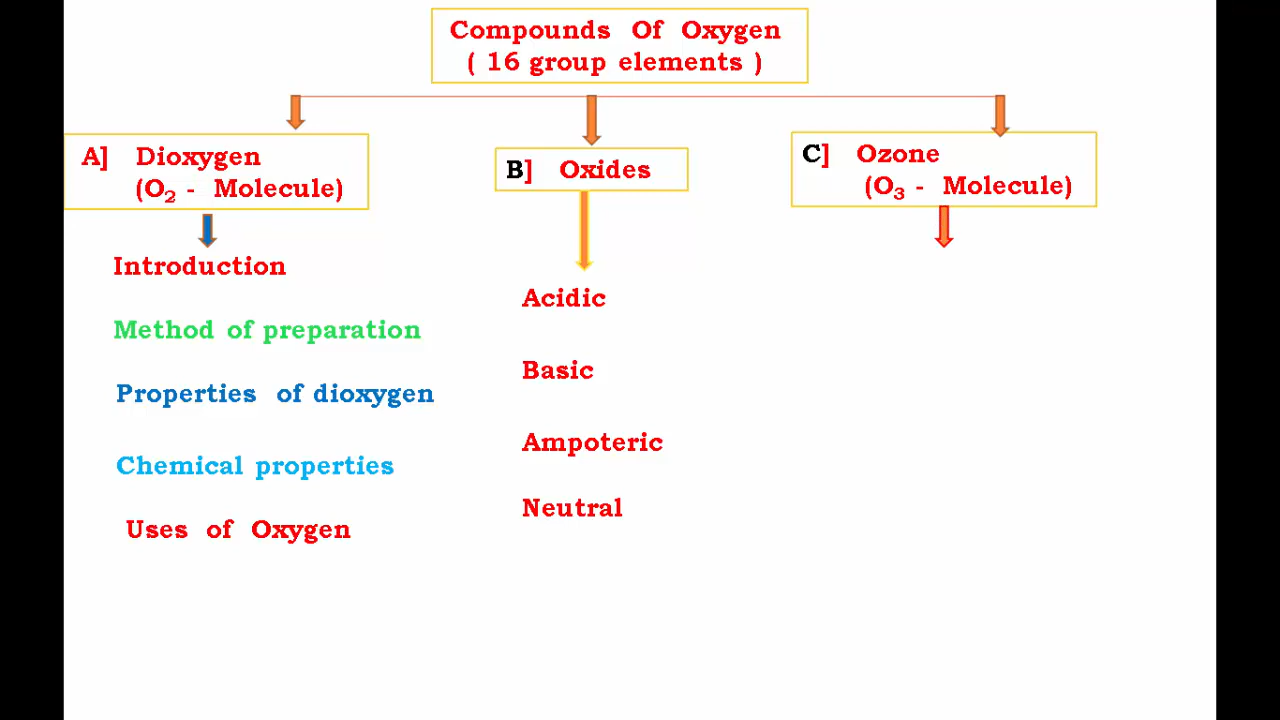 Compounds Of Oxygen
( 16 group elements )
A] Dioxygen
(O₂ - Molecule)
B] Oxides
C] Ozone
(O₃ - Molecule)
Introduction
Method of preparation
Properties of dioxygen
Chemical properties
Uses of Oxygen
Acidic
Basic
Ampoteric
Neutral